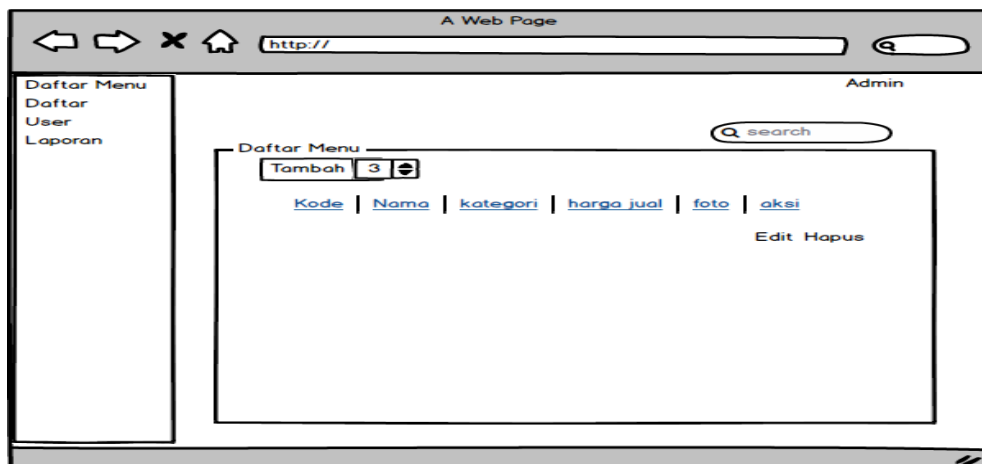 A Web Page
http://
Daftar Menu
Daftar
User
Laporan
Admin
search
Daftar Menu
Tambah 3
Kode Nama kategori harga jual foto aksi
Edit Hapus